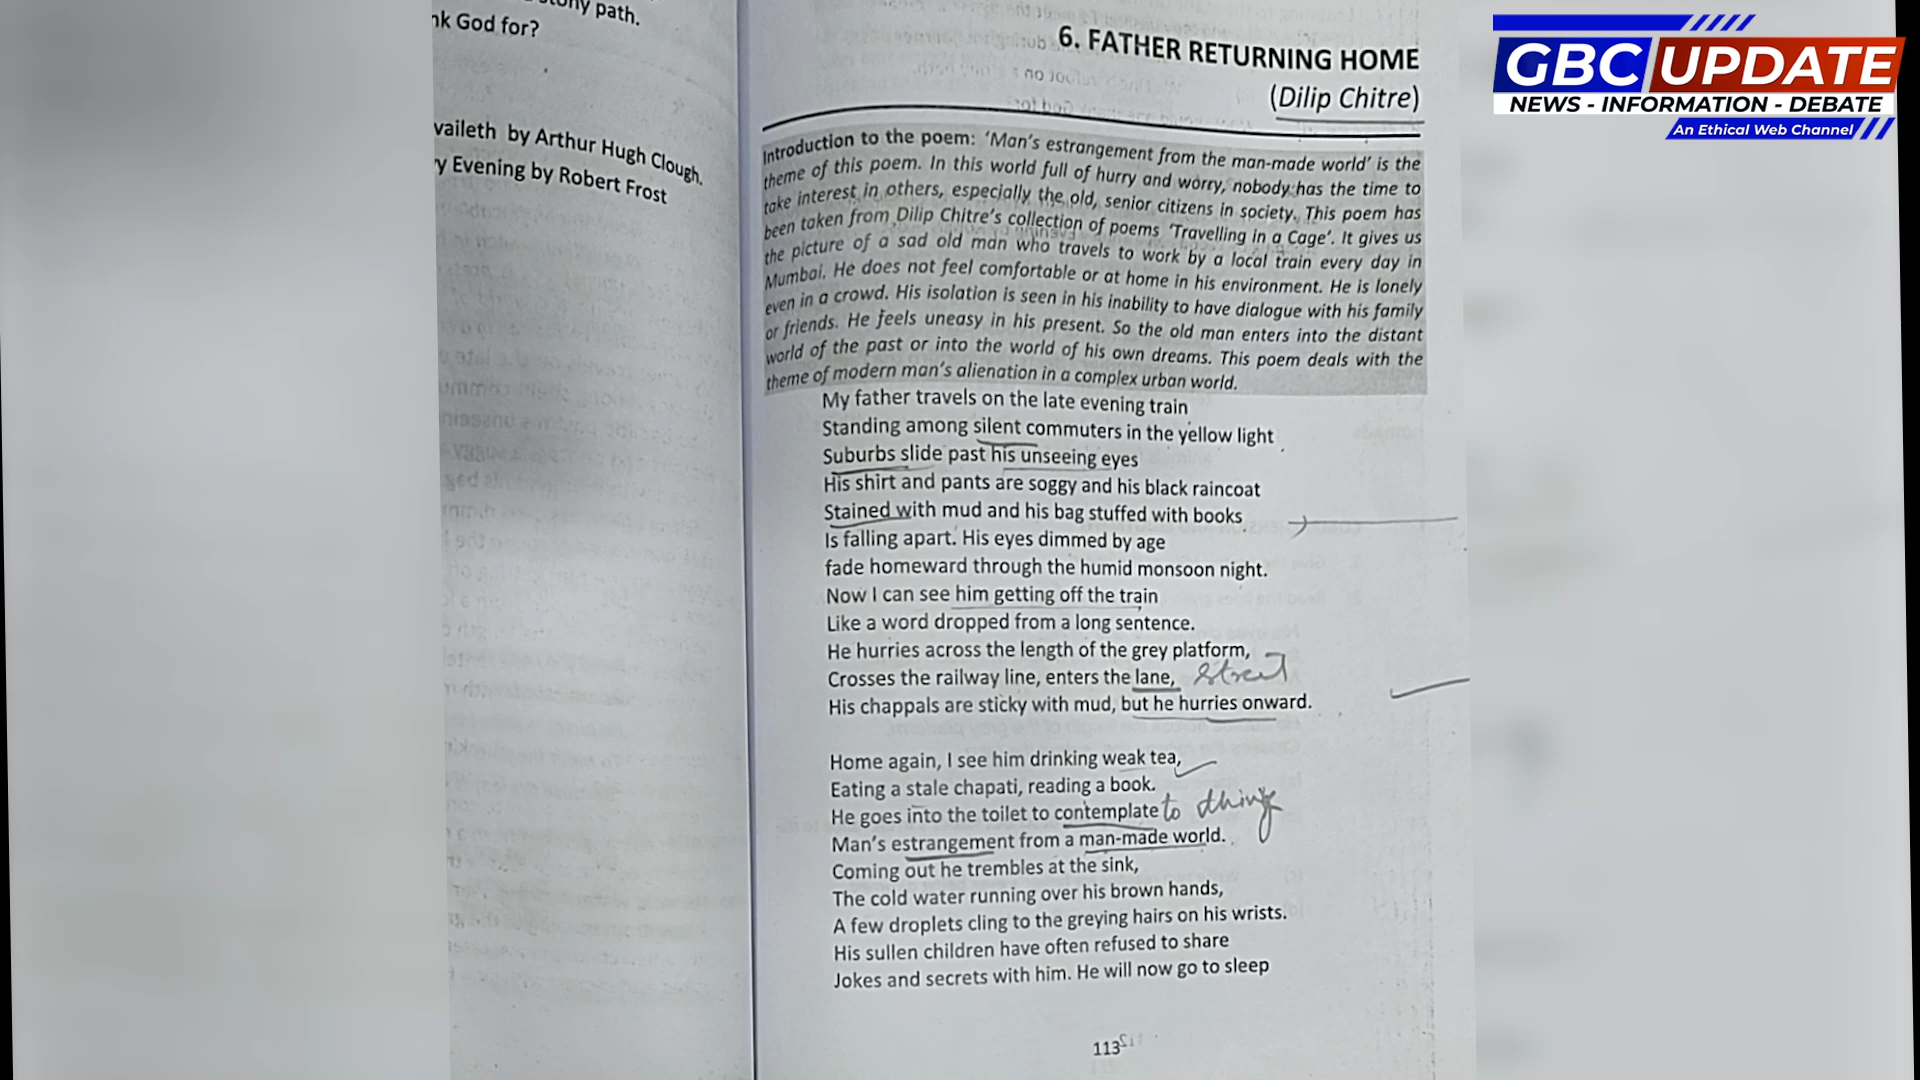 stony path.
nk God for?
vaileth by Arthur Hugh Clough.
y Evening by Robert Frost
6. FATHER RETURNING HOME
(Dilip Chitre)
Introduction to the poem: 'Man's estrangement from the man-made world' is the
theme of this poem. In this world full of hurry and worry, nobody has the time to
take interest in others, especially the old, senior citizens in society. This poem has
been taken from Dilip Chitre's collection of poems 'Travelling in a Cage'. It gives us
the picture of a sad old man who travels to work by a local train every day in
Mumbai. He does not feel comfortable or at home in his environment. He is lonely
even in a crowd. His isolation is seen in his inability to have dialogue with his family
or friends. He feels uneasy in his present. So the old man enters into the distant
world of the past or into the world of his own dreams. This poem deals with the
theme of modern man's alienation in a complex urban world.
My father travels on the late evening train
Standing among silent commuters in the yellow light
Suburbs slide past his unseeing eyes
His shirt and pants are soggy and his black raincoat
Stained with mud and his bag stuffed with books
Is falling apart. His eyes dimmed by age
fade homeward through the humid monsoon night.
Now I can see him getting off the train
Like a word dropped from a long sentence.
He hurries across the length of the grey platform,
Crosses the railway line, enters the lane,
His chappals are sticky with mud, but he hurries onward.
Home again, I see him drinking weak tea,
Eating a stale chapati, reading a book.
He goes into the toilet to contemplate to think
Man's estrangement from a man-made world.
Coming out he trembles at the sink,
The cold water running over his brown hands,
A few droplets cling to the greying hairs on his wrists.
His sullen children have often refused to share
Jokes and secrets with him. He will now go to sleep
113
GBC UPDATE
NEWS - INFORMATION - DEBATE
An Ethical Web Channel